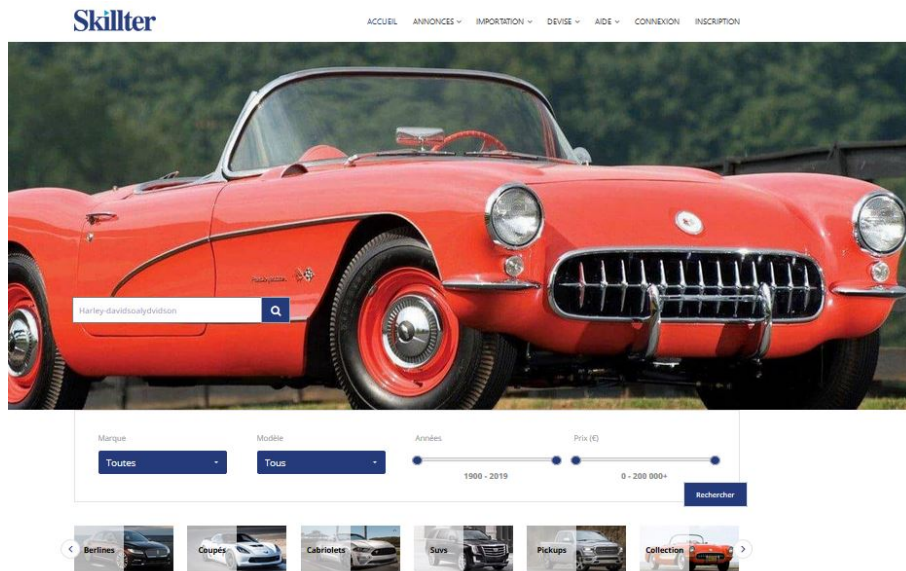 Skillter
ACCUEIL ANNONCES IMPORTATION DEVISE AIDE CONNEXION INSCRIPTION
Harley-davidsoalydvidson
Marque Modèle Années Prix (€)
Toutes Tous
1900 - 2019 0 - 200 000+
Rechercher
Berlines Coupés Cabriolets Suvs Pickups Collection